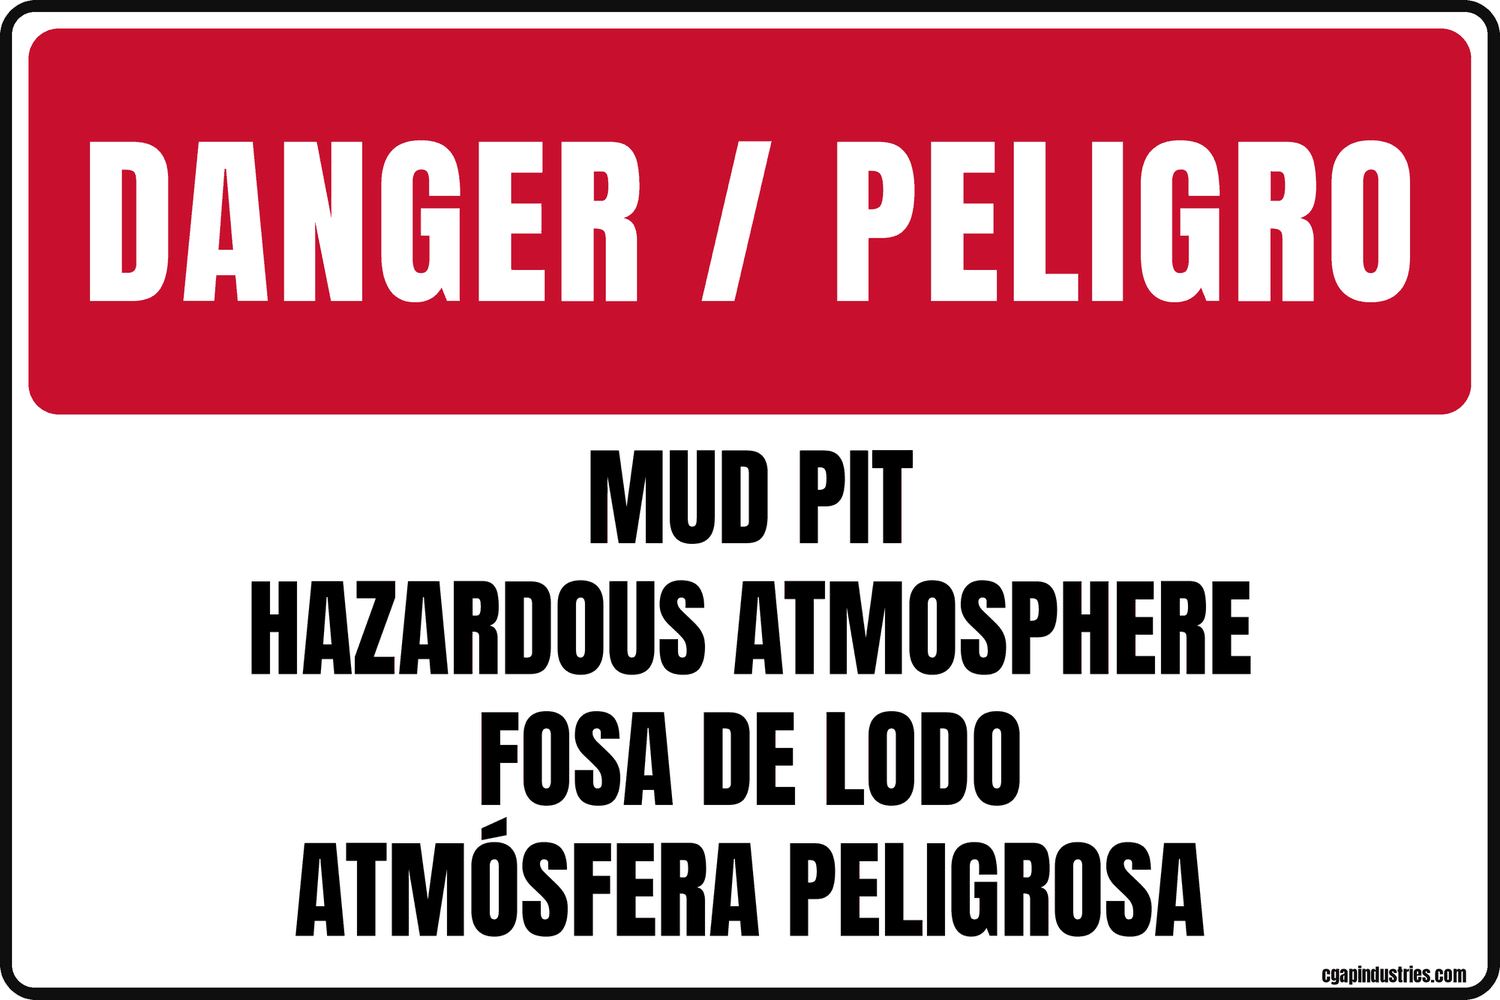 DANGER / PELIGRO
MUD PIT
HAZARDOUS ATMOSPHERE
FOSA DE LODO
ATMÓSFERA PELIGROSA
cgapindustries.com